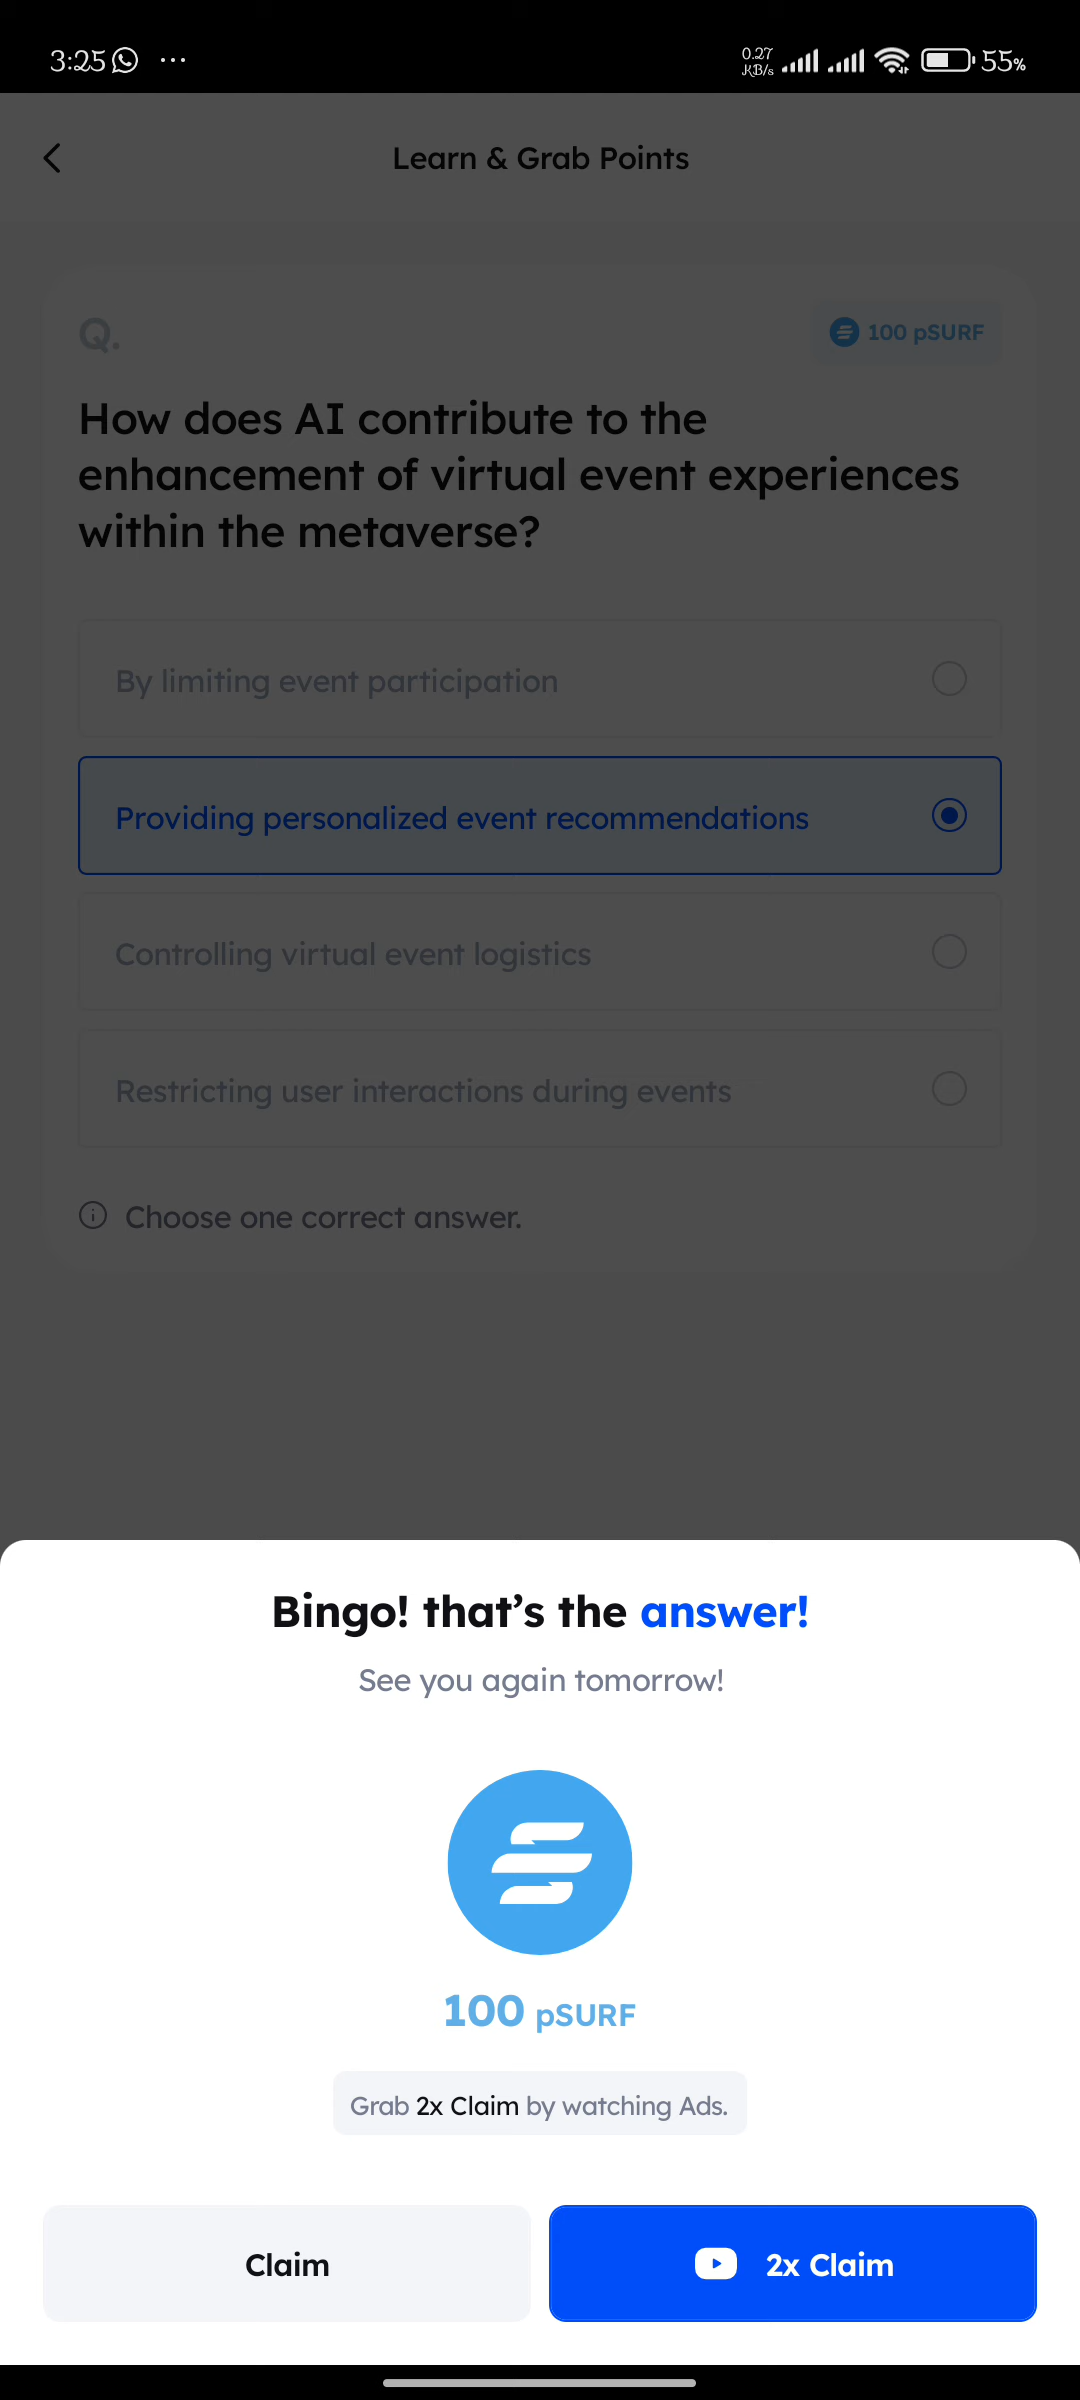 3:25 ...
0.27
KB/s
55%
Learn & Grab Points
Q.
100 pSURF
How does AI contribute to the
enhancement of virtual event experiences
within the metaverse?
By limiting event participation
Providing personalized event recommendations
Controlling virtual event logistics
Restricting user interactions during events
Choose one correct answer.
Bingo! that’s the answer!
See you again tomorrow!
100 pSURF
Grab 2x Claim by watching Ads.
Claim
2x Claim